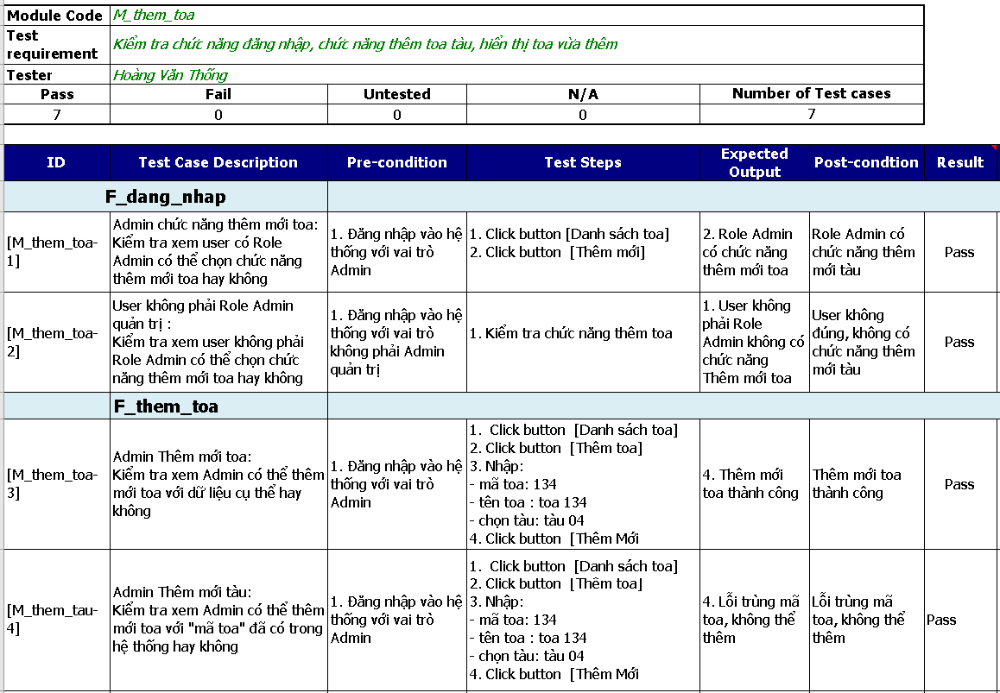 Module Code M_them_toa
Test
requirement
Kiểm tra chức năng đăng nhập, chức năng thêm toa tàu, hiển thị toa vừa thêm
Tester Hoàng Văn Thống
Pass Fail Untested N/A Number of Test cases
7 0 0 0 7
ID Test Case Description Pre-condition Test Steps
Expected
Output
Post-condtion Result
F_dang_nhap
[M_them_toa-
1]
Admin chức năng thêm mới toa:
Kiểm tra xem user có Role
Admin có thể chọn chức năng
thêm mới toa hay không
1. Đăng nhập vào hệ
thống với vai trò
Admin
1. Click button [Danh sách toa]
2. Click button [Thêm mới]
2. Role Admin
có chức năng
thêm mới toa
Role Admin có
chức năng thêm
mới tàu
Pass
[M_them_toa-
2]
User không phải Role Admin
quản trị :
Kiểm tra xem user không phải
Role Admin có thể chọn chức
năng thêm mới toa hay không
1. Đăng nhập vào hệ
thống với vai trò
không phải Admin
quản trị
1. Kiểm tra chức năng thêm toa
1. User không
phải Role
Admin không có
chức năng
Thêm mới toa
User không
đúng, không có
chức năng thêm
mới tàu
Pass
F_them_toa
[M_them_toa-
3]
Admin Thêm mới toa:
Kiểm tra xem Admin có thể thêm
mới toa với dữ liệu cụ thể hay
không
1. Đăng nhập vào hệ
thống với vai trò
Admin
1. Click button [Danh sách toa]
2. Click button [Thêm toa]
3. Nhập:
- mã toa: 134
- tên toa : toa 134
- chọn tàu: tàu 04
4. Click button [Thêm Mới
4. Thêm mới
toa thành công
Thêm mới toa
thành công
Pass
[M_them_tau-
4]
Admin Thêm mới tàu:
Kiểm tra xem Admin có thể thêm
mới toa với "mã toa" đã có trong
hệ thống hay không
1. Đăng nhập vào hệ
thống với vai trò
Admin
1. Click button [Danh sách toa]
2. Click button [Thêm toa]
3. Nhập:
- mã toa: 134
- tên toa : toa 134
- chọn tàu: tàu 04
4. Click button [Thêm Mới
4. Lỗi trùng mã
toa, không thể
thêm
Lỗi trùng mã
toa, không thể
thêm
Pass